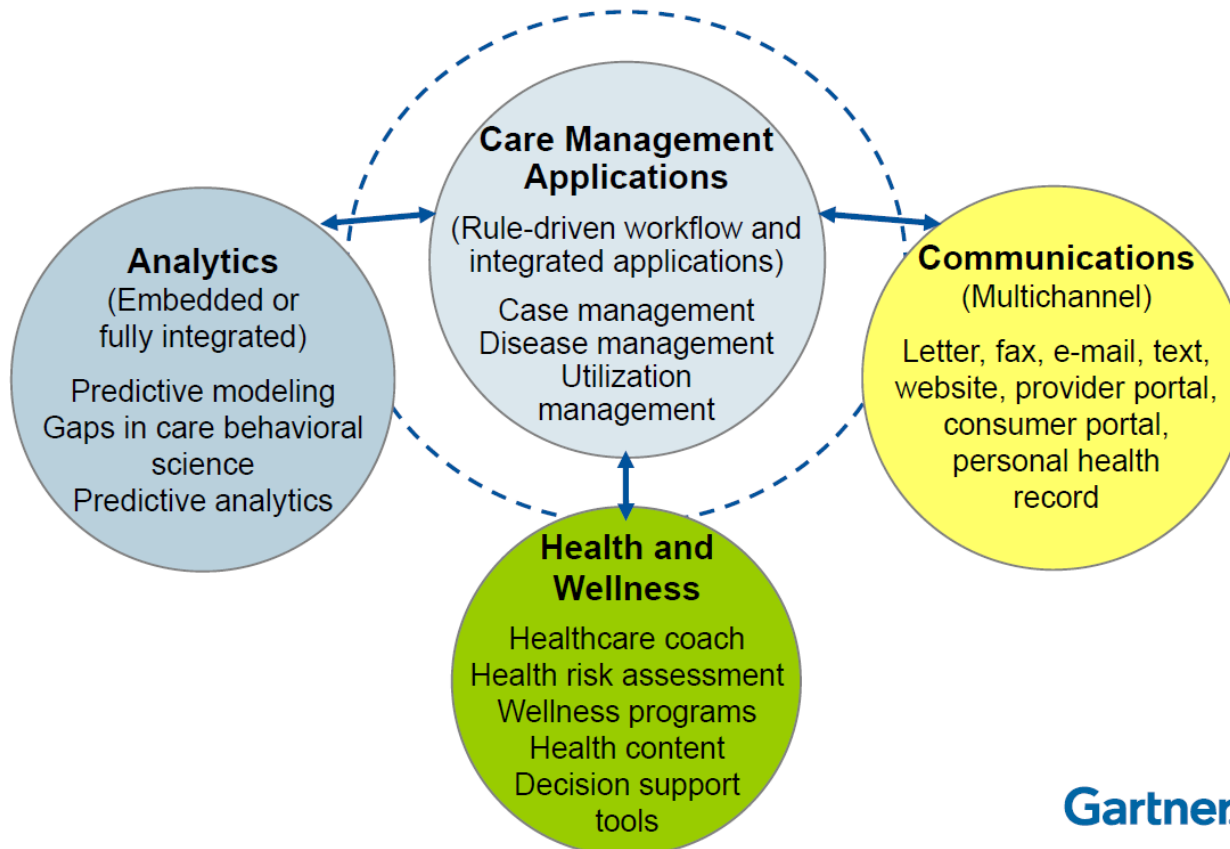 Care Management
Applications
(Rule-driven workflow and
integrated applications)
Case management
Disease management
Utilization
management
Analytics
(Embedded or
fully integrated)
Predictive modeling
Gaps in care behavioral
science
Predictive analytics
Communications
(Multichannel)
Letter, fax, e-mail, text,
website, provider portal,
consumer portal,
personal health
record
Health and
Wellness
Healthcare coach
Health risk assessment
Wellness programs
Health content
Decision support
tools
Gartner.